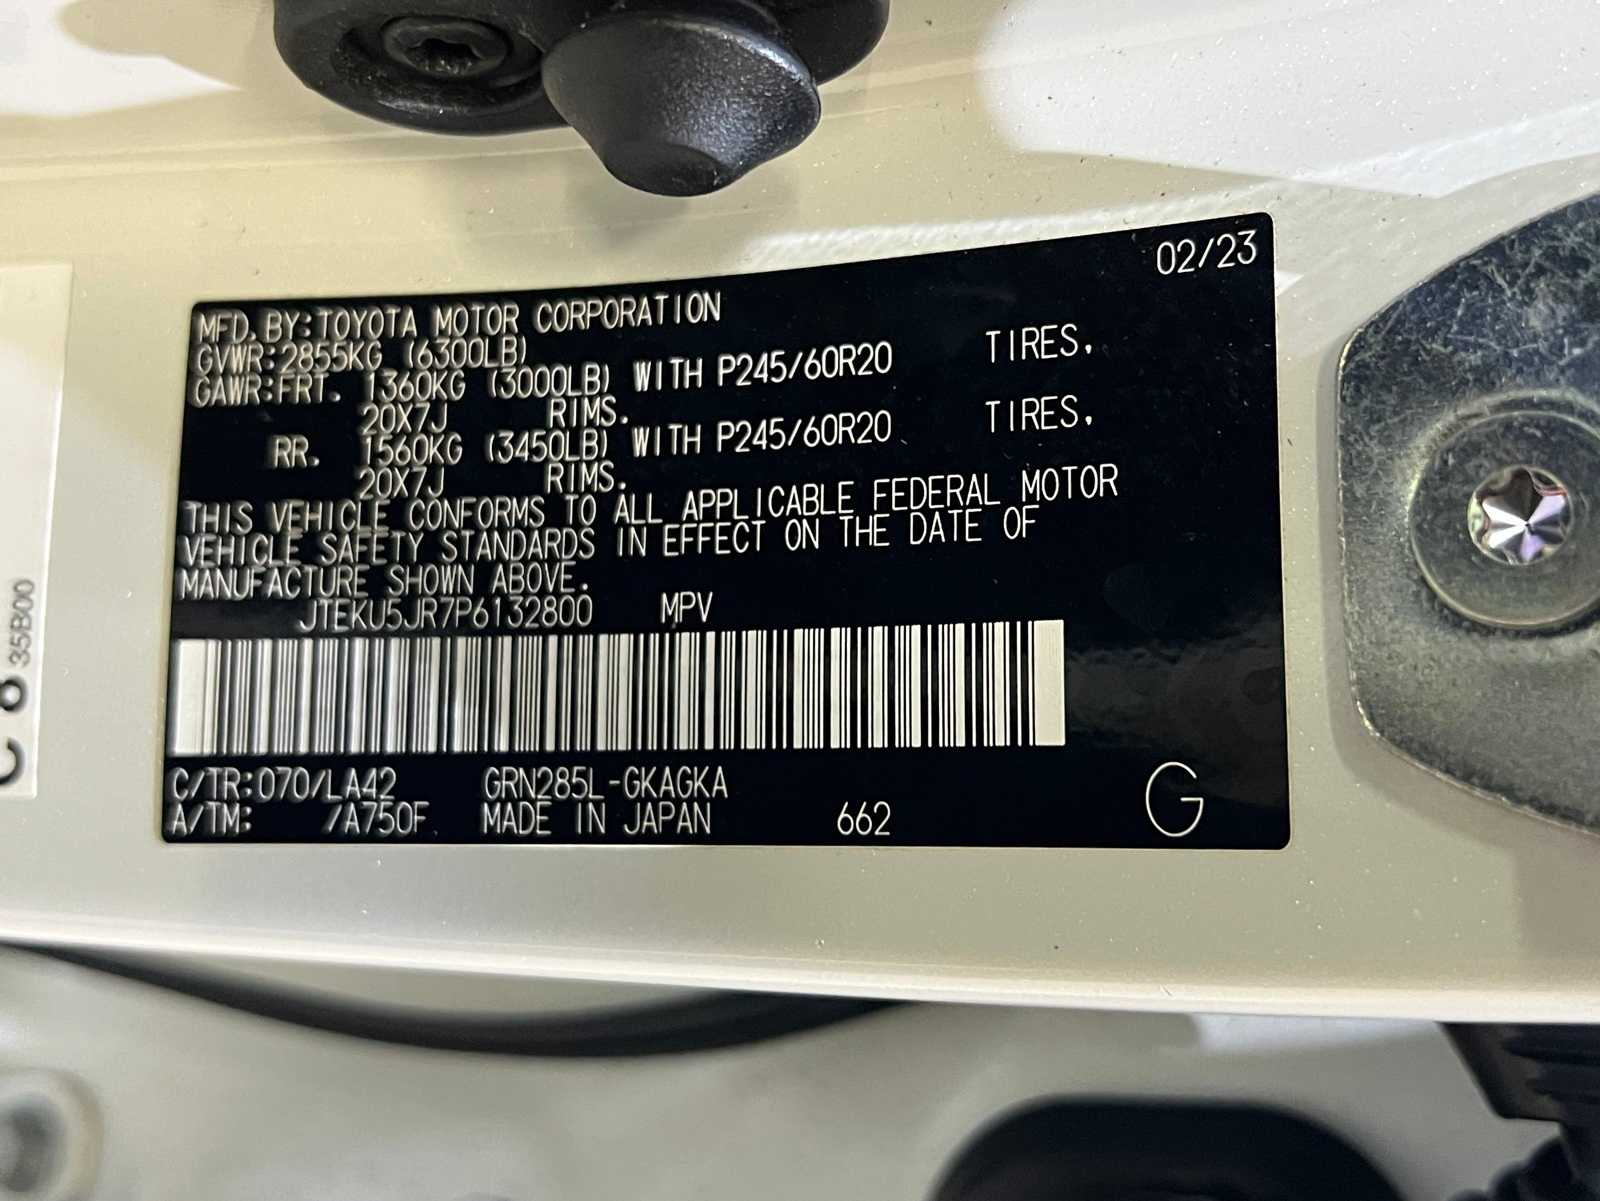 02/23
MFD. BY: TOYOTA MOTOR CORPORATION
GVWR: 2855KG (6300LB)
GAWR: FRT. 1360KG (3000LB) WITH P245/60R20 TIRES,
20X7J RIMS.
RR. 1560KG (3450LB) WITH P245/60R20 TIRES,
20X7J RIMS.
THIS VEHICLE CONFORMS TO ALL APPLICABLE FEDERAL MOTOR
VEHICLE SAFETY STANDARDS IN EFFECT ON THE DATE OF
MANUFACTURE SHOWN ABOVE.
JTEKU5JR7P6132800 MPV
C/TR: 070/LA42 GRN285L-GKAGKA
A/TM: /A750F MADE IN JAPAN 662 G
C 8 35B00